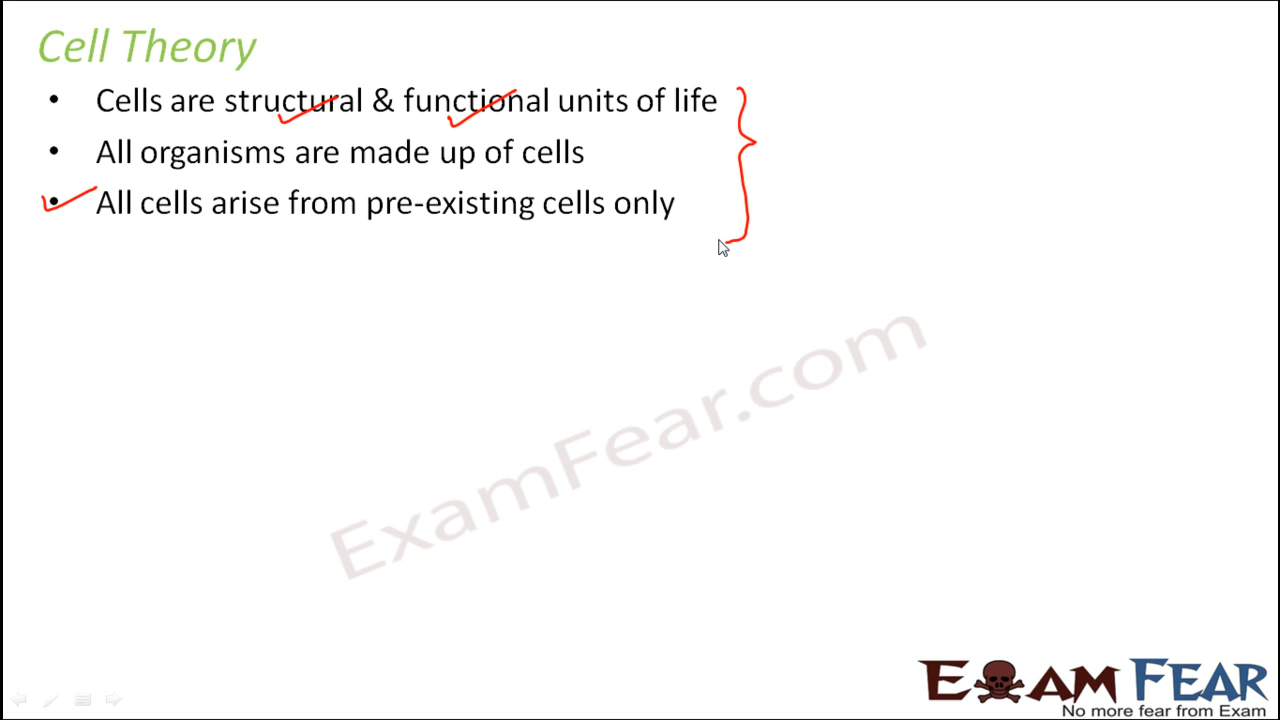 Cell Theory
• Cells are structural & functional units of life
• All organisms are made up of cells
• All cells arise from pre-existing cells only
ExamFear.com
EXAM FEAR
No more fear from Exam